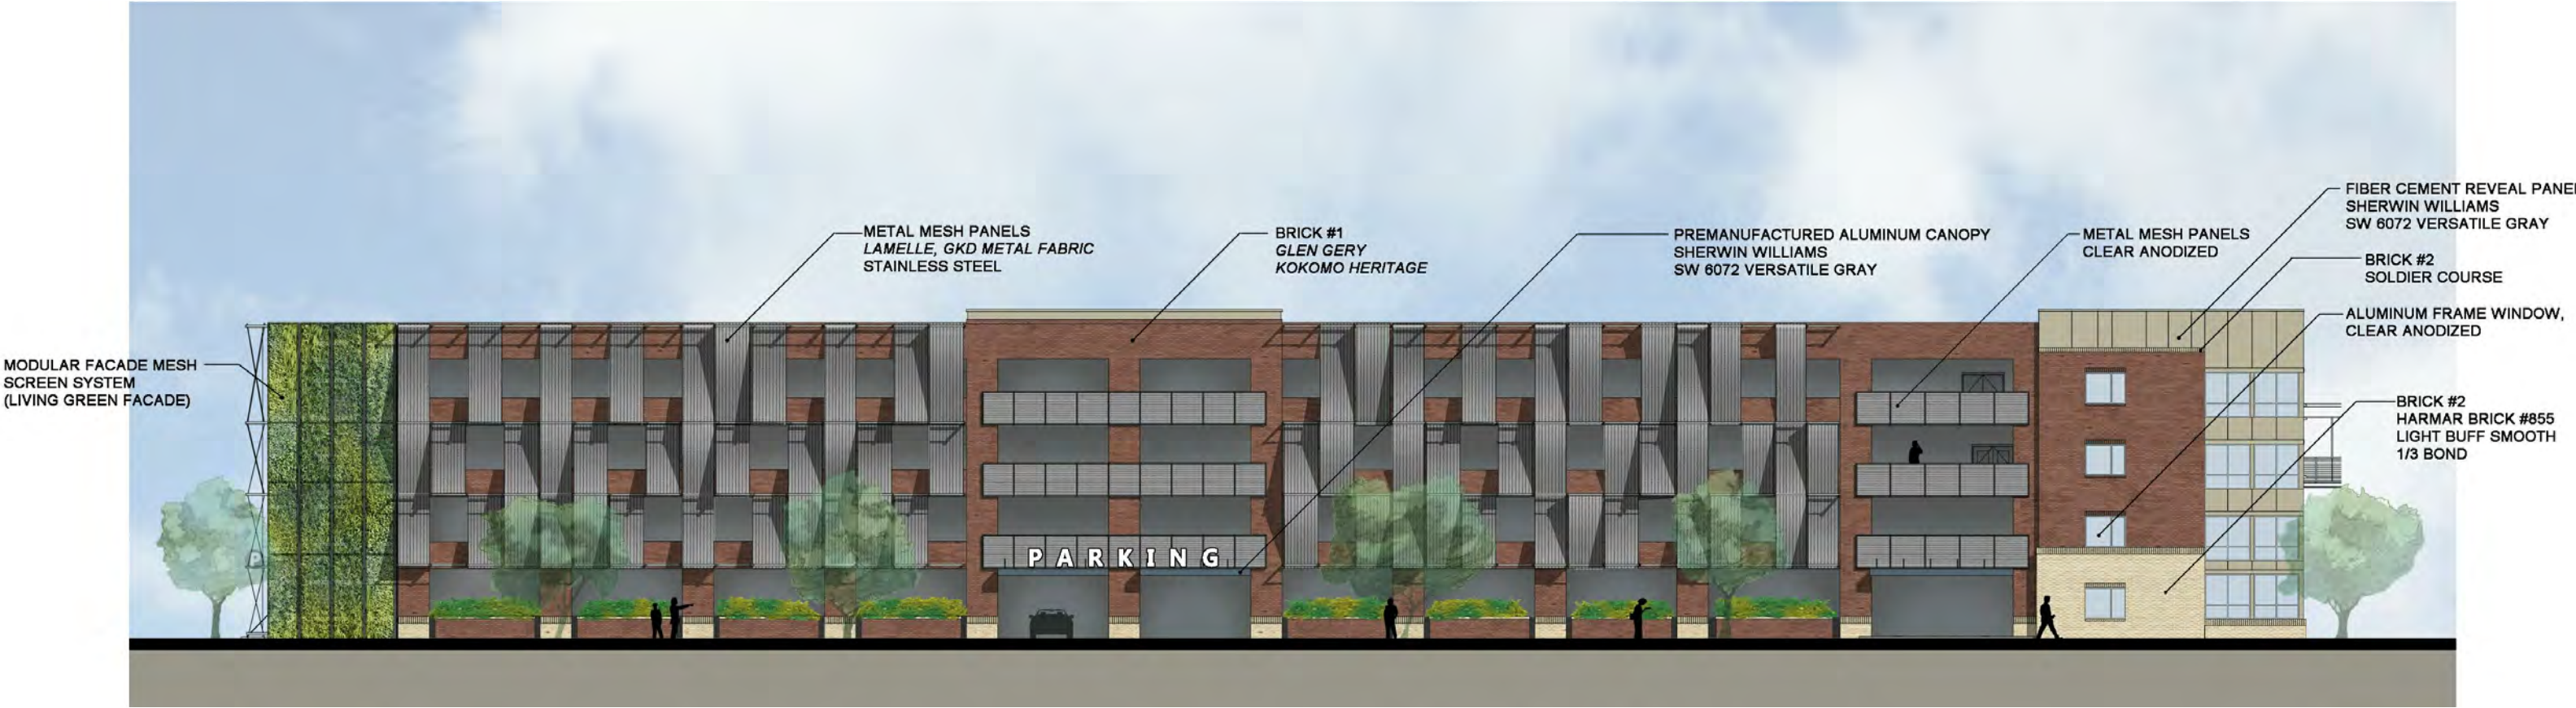 MODULAR FACADE MESH
SCREEN SYSTEM
(LIVING GREEN FACADE)
METAL MESH PANELS
LAMELLE, GKD METAL FABRIC
STAINLESS STEEL
BRICK #1
GLEN GERY
KOKOMO HERITAGE
PREMANUFACTURED ALUMINUM CANOPY
SHERWIN WILLIAMS
SW 6072 VERSATILE GRAY
METAL MESH PANELS
CLEAR ANODIZED
FIBER CEMENT REVEAL PANE
SHERWIN WILLIAMS
SW 6072 VERSATILE GRAY
BRICK #2
SOLDIER COURSE
ALUMINUM FRAME WINDOW,
CLEAR ANODIZED
BRICK #2
HARMAR BRICK #855
LIGHT BUFF SMOOTH
1/3 BOND
P
PARKING